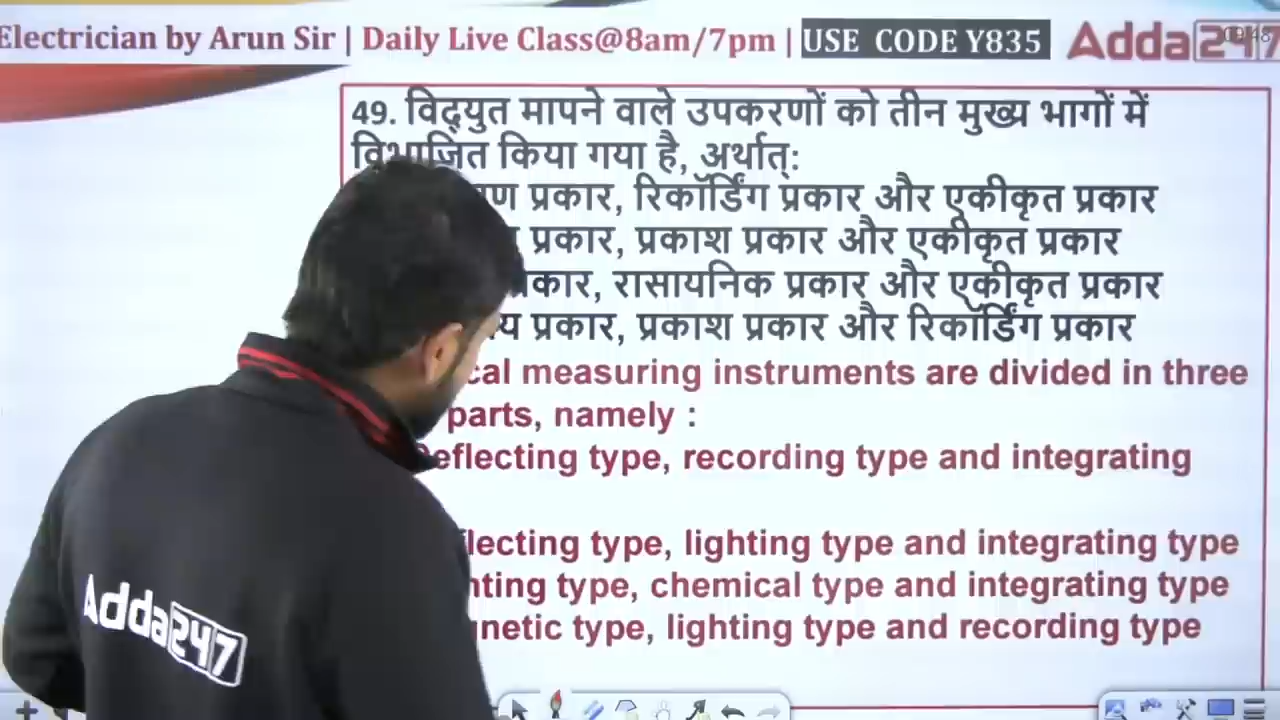 Electrician by Arun Sir | Daily Live Class@8am/7pm | USE CODE Y835 Adda247
49. विद्युत मापने वाले उपकरणों को तीन मुख्य भागों में
विभाजित किया गया है, अर्थात्:
प्रकार, रिकॉर्डिंग प्रकार और एकीकृत प्रकार
प्रकार, प्रकाश प्रकार और एकीकृत प्रकार
प्रकार, रासायनिक प्रकार और एकीकृत प्रकार
प्रकार, प्रकाश प्रकार और रिकॉर्डिंग प्रकार
measuring instruments are divided in three
parts, namely :
type, recording type and integrating
type, lighting type and integrating type
type, chemical type and integrating type
type, lighting type and recording type
Adda247